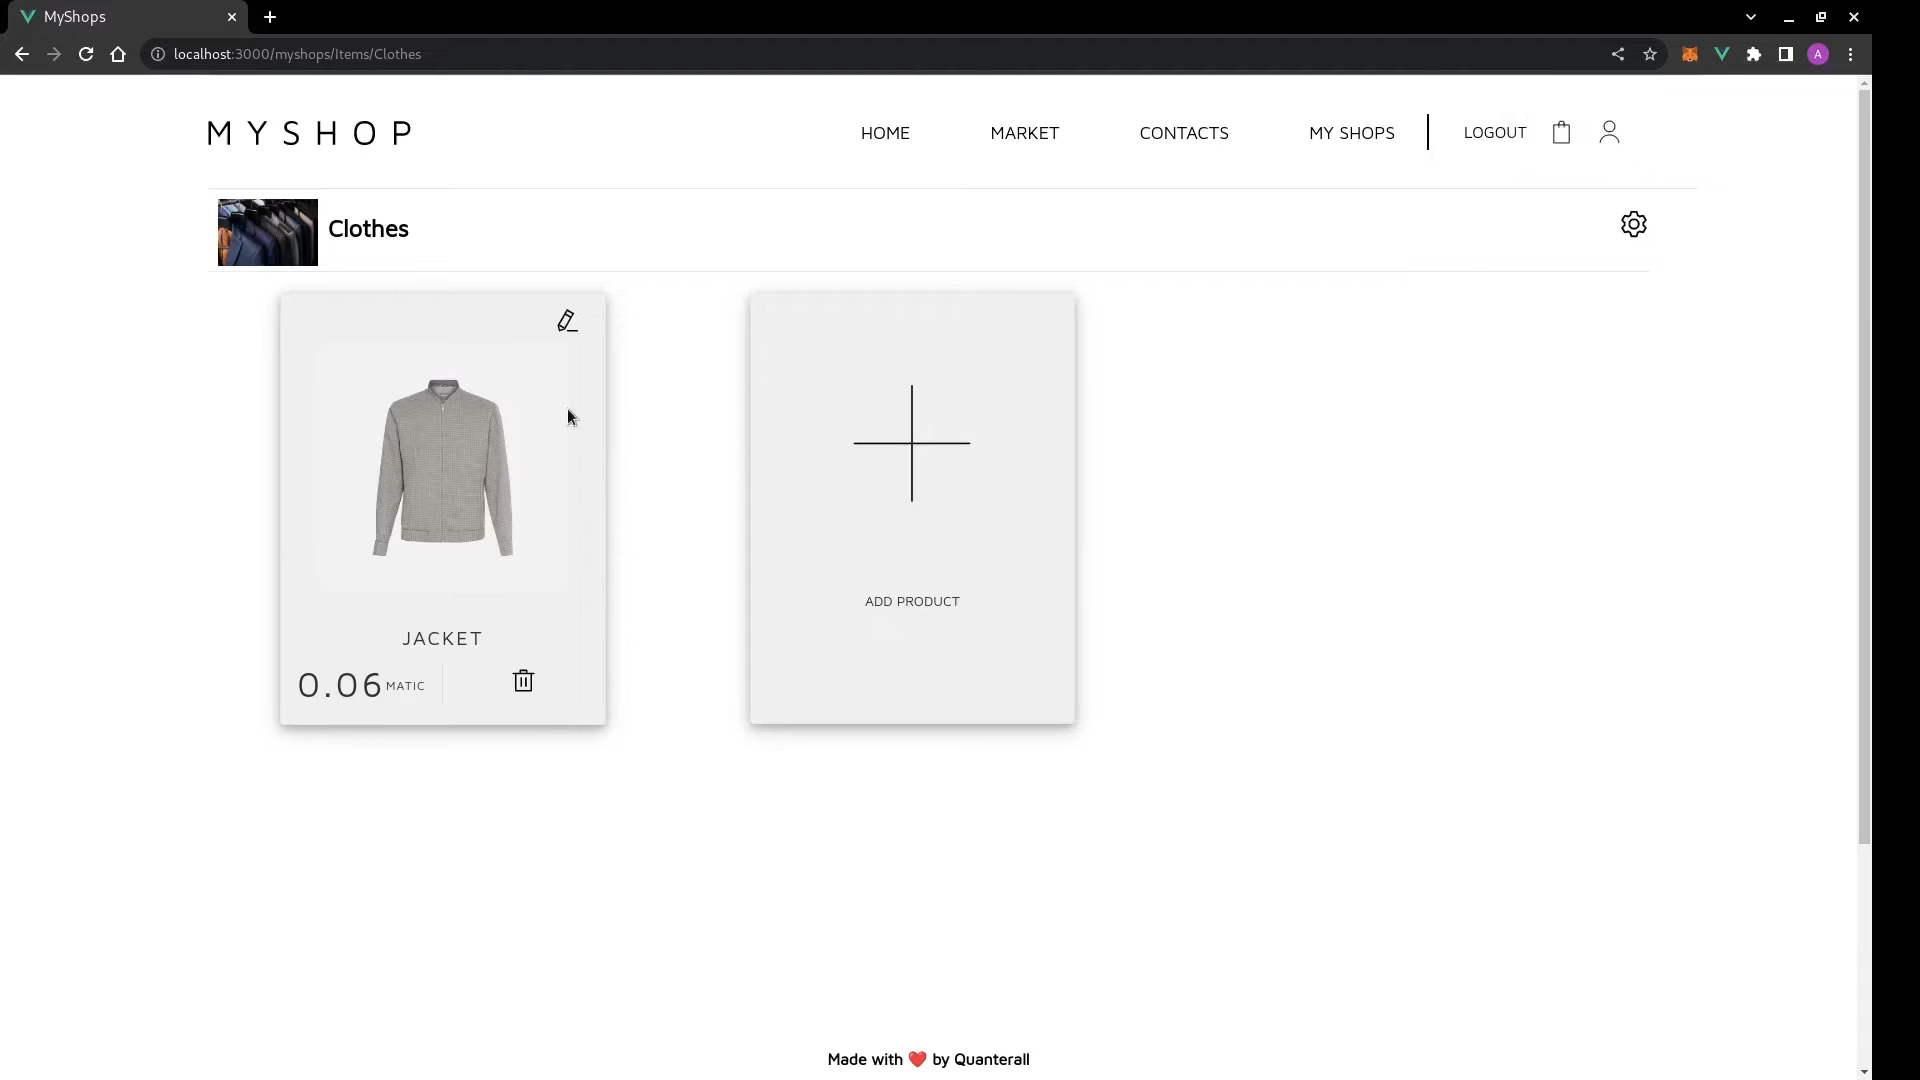 MyShops
localhost:3000/myshops/Items/Clothes
A
MYSHOP
HOME MARKET CONTACTS MY SHOPS LOGOUT
Clothes
JACKET
0.06 MATIC
ADD PRODUCT
Made with ❤️ by Quanterall